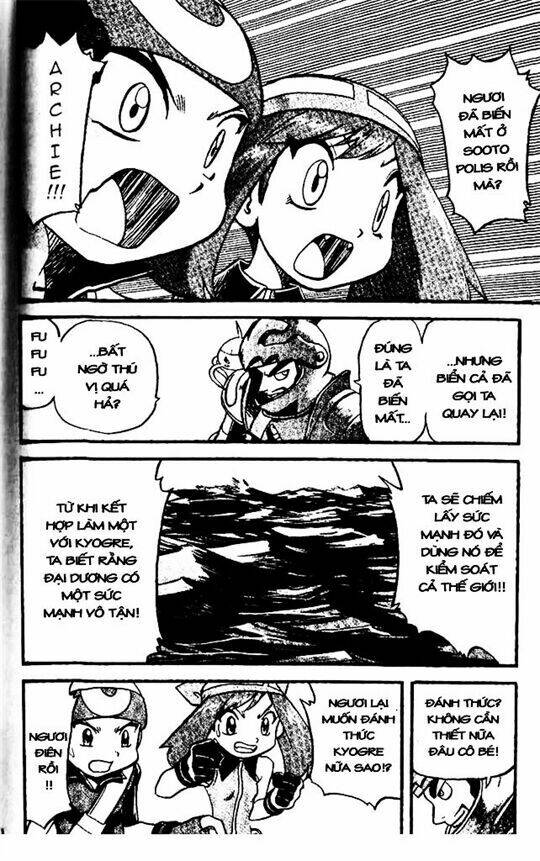 ARCHIE!!!
NGƯƠI
ĐÃ BIẾN
MẤT Ở
SOOTO
POLIS RỒI
MÀ?
FU
FU
FU
...
...BẤT
NGỜ THÚ
VỊ QUÁ
HẢ?
ĐÚNG
LÀ TA
ĐÃ
BIẾN
MẤT...
...NHƯNG
BIỂN CẢ ĐÃ
GỌI TA
QUAY LẠI!
TỪ KHI KẾT
HỢP LÀM MỘT
VỚI KYOGRE,
TA BIẾT RẰNG
ĐẠI DƯƠNG CÓ
MỘT SỨC
MẠNH VÔ TẬN!
TA SẼ CHIẾM
LẤY SỨC
MẠNH ĐÓ VÀ
DÙNG NÓ ĐỂ
KIỂM SOÁT
CẢ THẾ GIỚI!!
NGƯƠI
ĐIÊN
RỒI
!!
NGƯƠI LẠI
MUỐN ĐÁNH
THỨC
KYOGRE
NỮA SAO!?
ĐÁNH THỨC?
KHÔNG CẦN
THIẾT NỮA
ĐÂU CÔ BÉ!